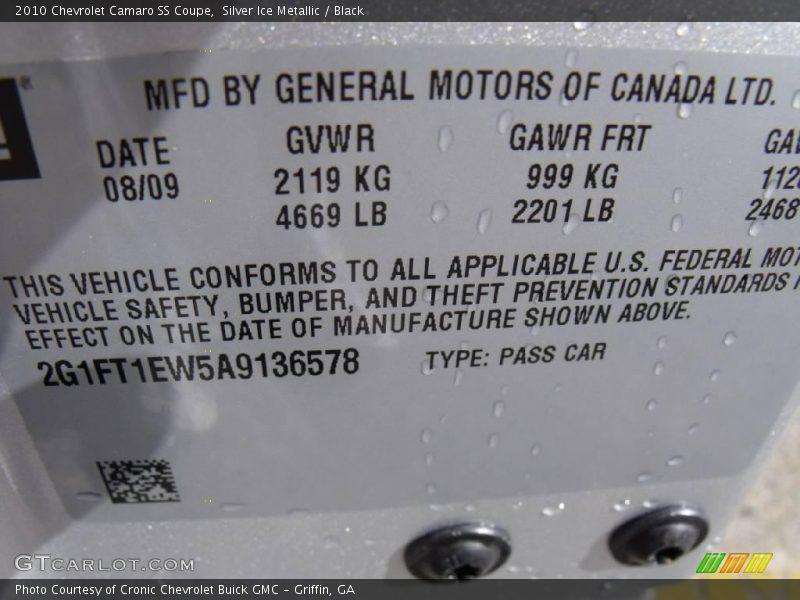 2010 Chevrolet Camaro SS Coupe,  Silver Ice Metallic / Black
MFD BY GENERAL MOTORS OF CANADA LTD.
DATE GVWR GAWR FRT GAW
08/09 2119 KG 999 KG 112
4669 LB 2201 LB 2468
THIS VEHICLE CONFORMS TO ALL APPLICABLE U.S. FEDERAL MOT
VEHICLE SAFETY, BUMPER, AND THEFT PREVENTION STANDARDS
EFFECT ON THE DATE OF MANUFACTURE SHOWN ABOVE.
2G1FT1EW5A9136578 TYPE: PASS CAR
GTCarlot.com
Photo Courtesy of Cronic Chevrolet Buick GMC - Griffin, GA